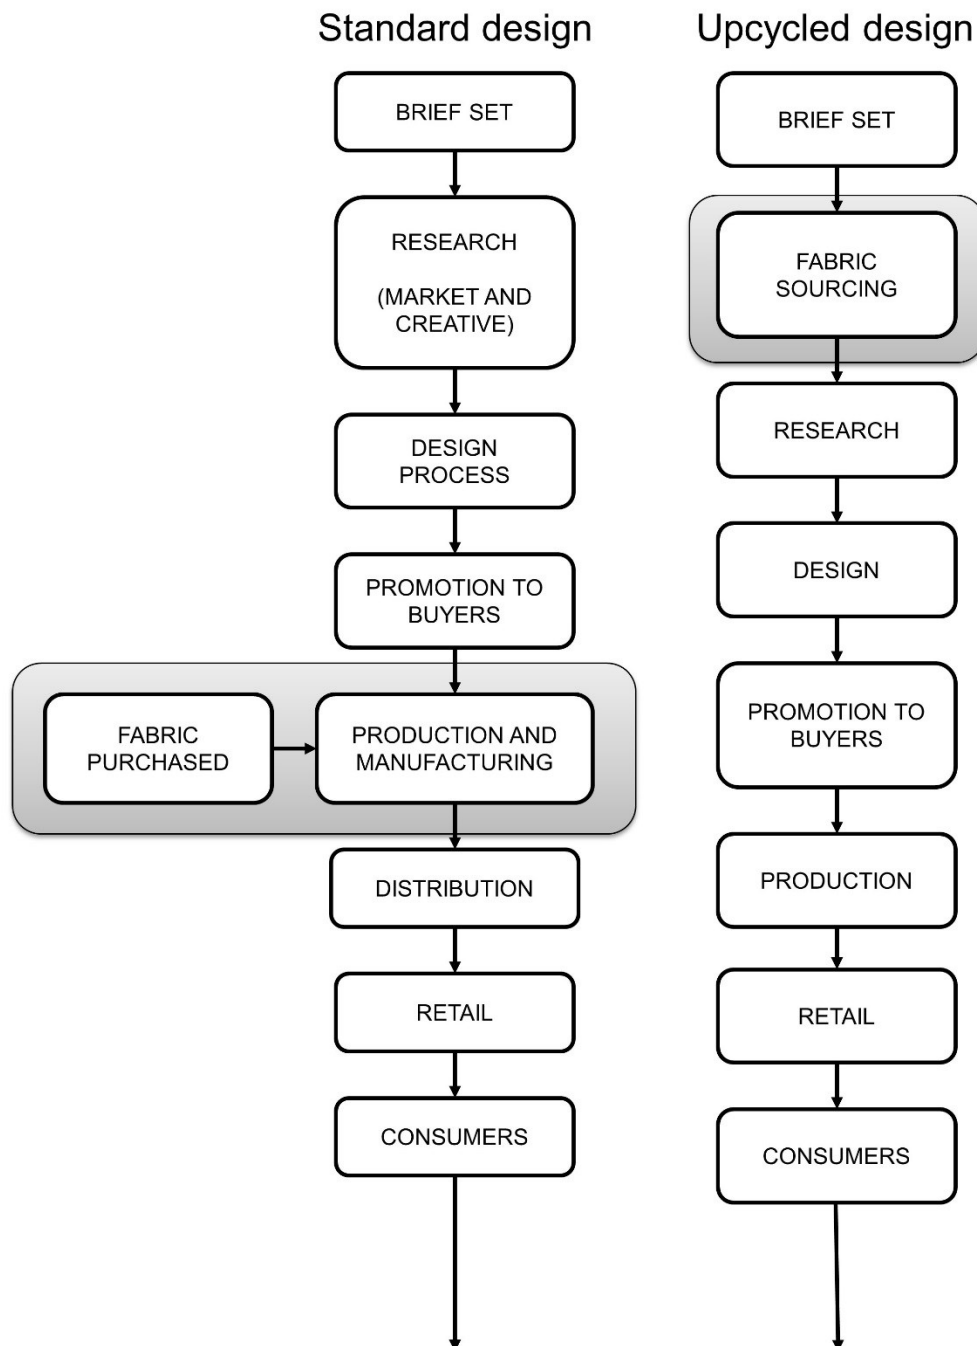 Standard design
BRIEF SET
RESEARCH
(MARKET AND
CREATIVE)
DESIGN
PROCESS
PROMOTION TO
BUYERS
FABRIC
PURCHASED
PRODUCTION AND
MANUFACTURING
DISTRIBUTION
RETAIL
CONSUMERS
Upcycled design
BRIEF SET
FABRIC
SOURCING
RESEARCH
DESIGN
PROMOTION TO
BUYERS
PRODUCTION
RETAIL
CONSUMERS